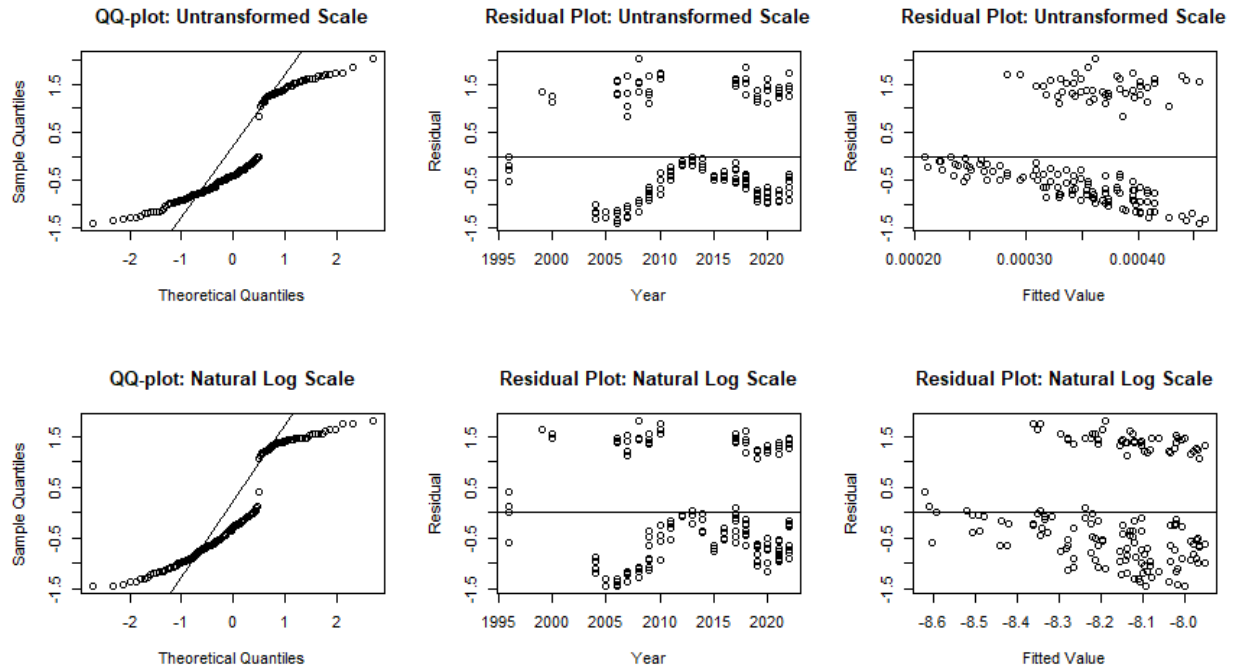 QQ-plot: Untransformed Scale
Sample Quantiles
1.5
0.5
-0.5
-1.5
-2 -1 0 1 2
Theoretical Quantiles
Residual Plot: Untransformed Scale
Residual
1.5
0.5
-0.5
-1.5
1995 2000 2005 2010 2015 2020
Year
Residual Plot: Untransformed Scale
Residual
1.5
0.5
-0.5
-1.5
0.00020 0.00030 0.00040
Fitted Value
QQ-plot: Natural Log Scale
Sample Quantiles
1.5
0.5
-0.5
-1.5
-2 -1 0 1 2
Theoretical Quantiles
Residual Plot: Natural Log Scale
Residual
1.5
0.5
-0.5
-1.5
1995 2000 2005 2010 2015 2020
Year
Residual Plot: Natural Log Scale
Residual
1.5
0.5
-0.5
-1.5
-8.6 -8.5 -8.4 -8.3 -8.2 -8.1 -8.0
Fitted Value